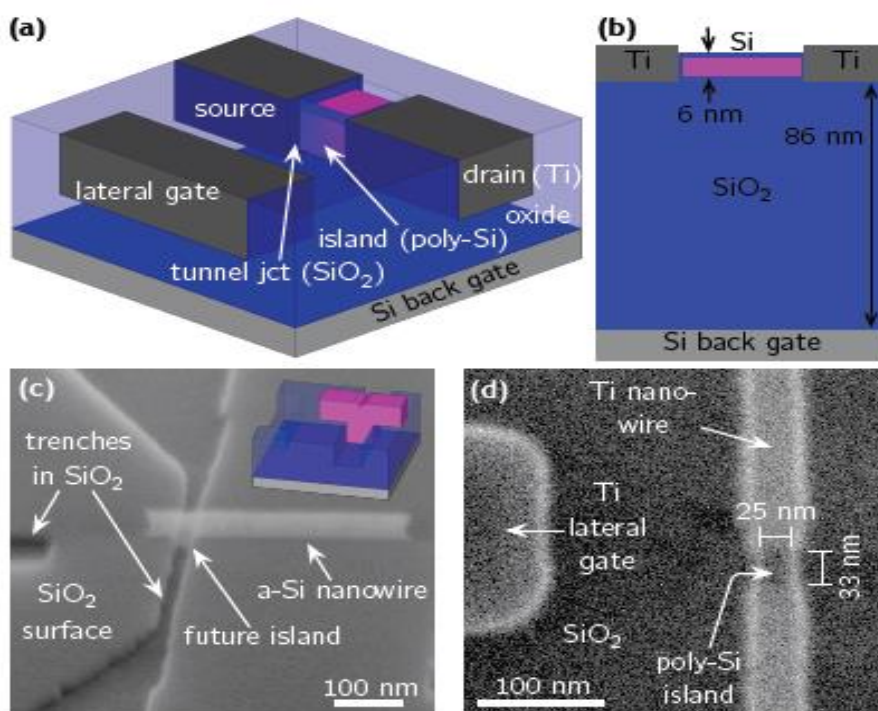 (a)
source
lateral gate
drain (Ti)
oxide
island (poly-Si)
tunnel jct (SiO₂)
Si back gate
(b)
Si
Ti
Ti
6 nm
86 nm
SiO₂
Si back gate
(c)
trenches
in SiO₂
SiO₂
surface
a-Si nanowire
future island
100 nm
(d)
Ti nano-
wire
Ti
lateral
gate
25 nm
33 nm
SiO₂
poly-Si
island
100 nm